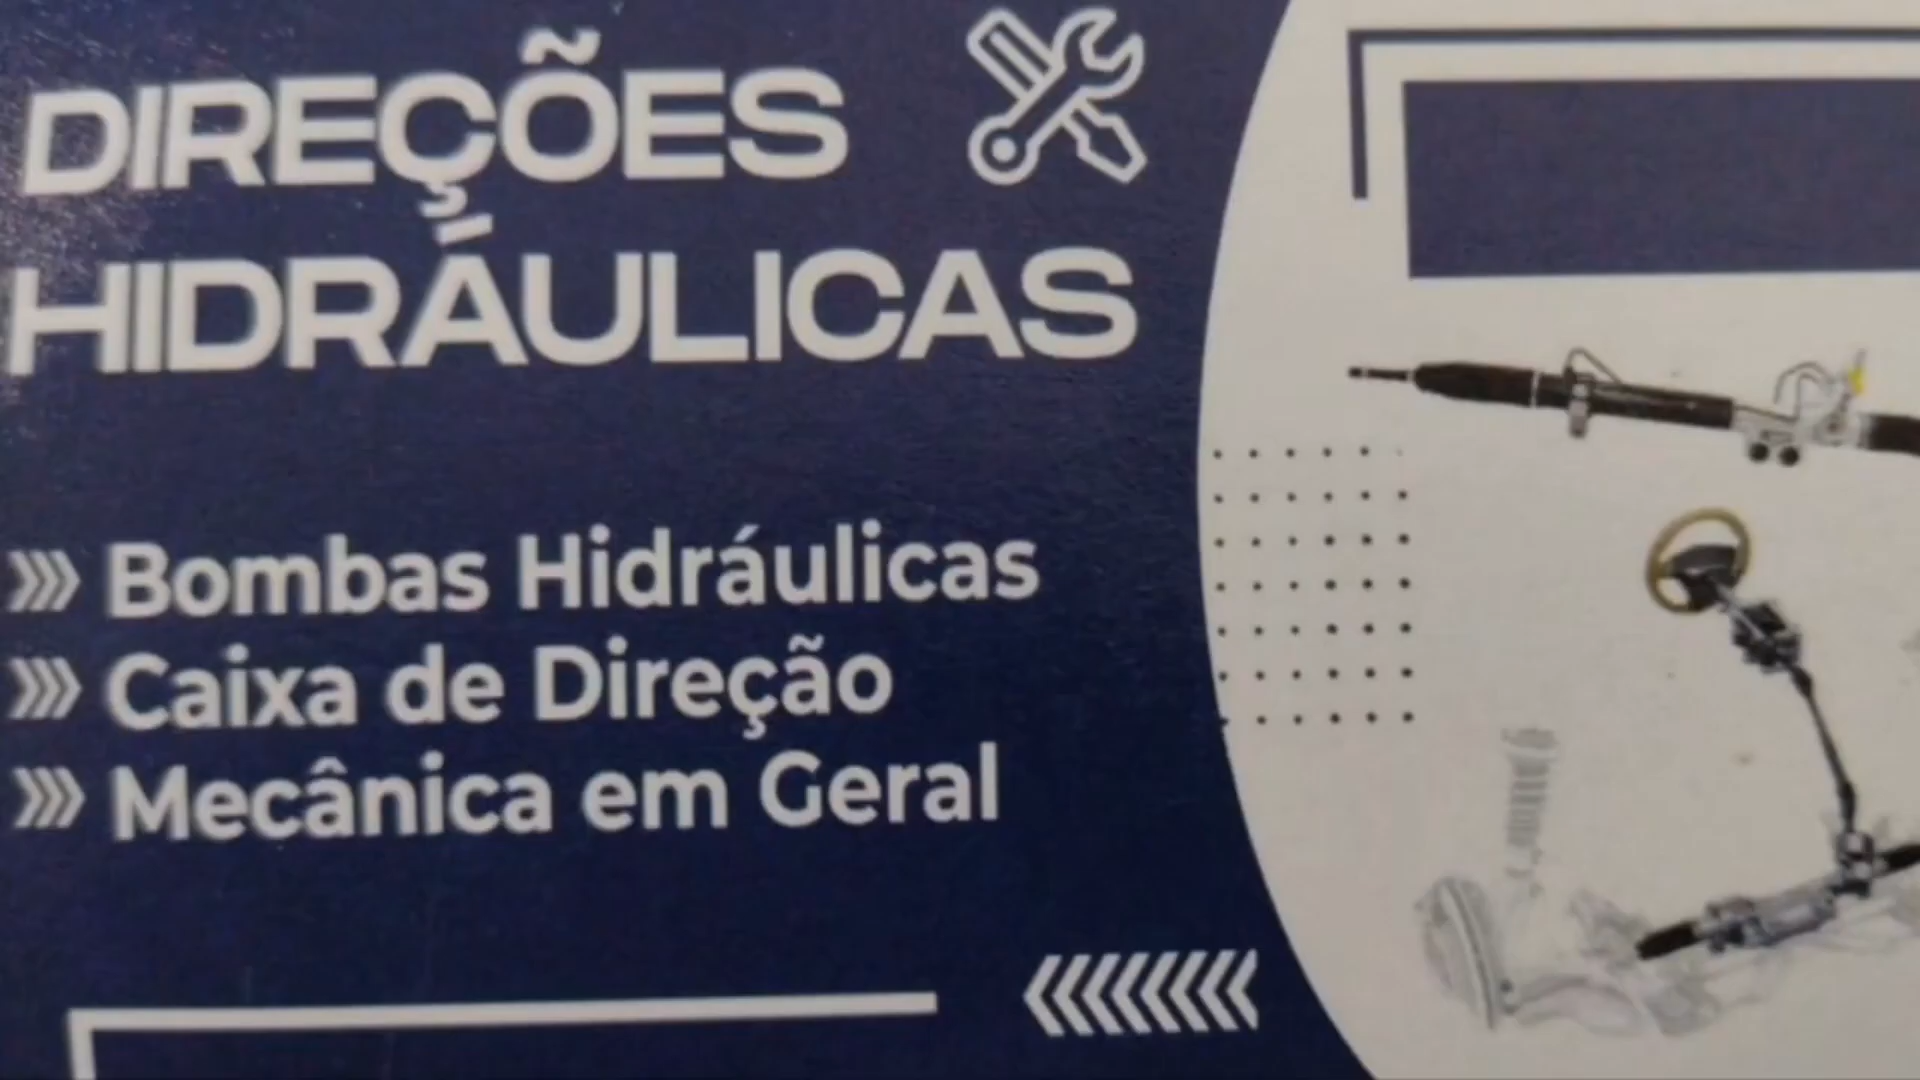 DIREÇÕES
HIDRÁULICAS
Bombas Hidráulicas
Caixa de Direção
Mecânica em Geral